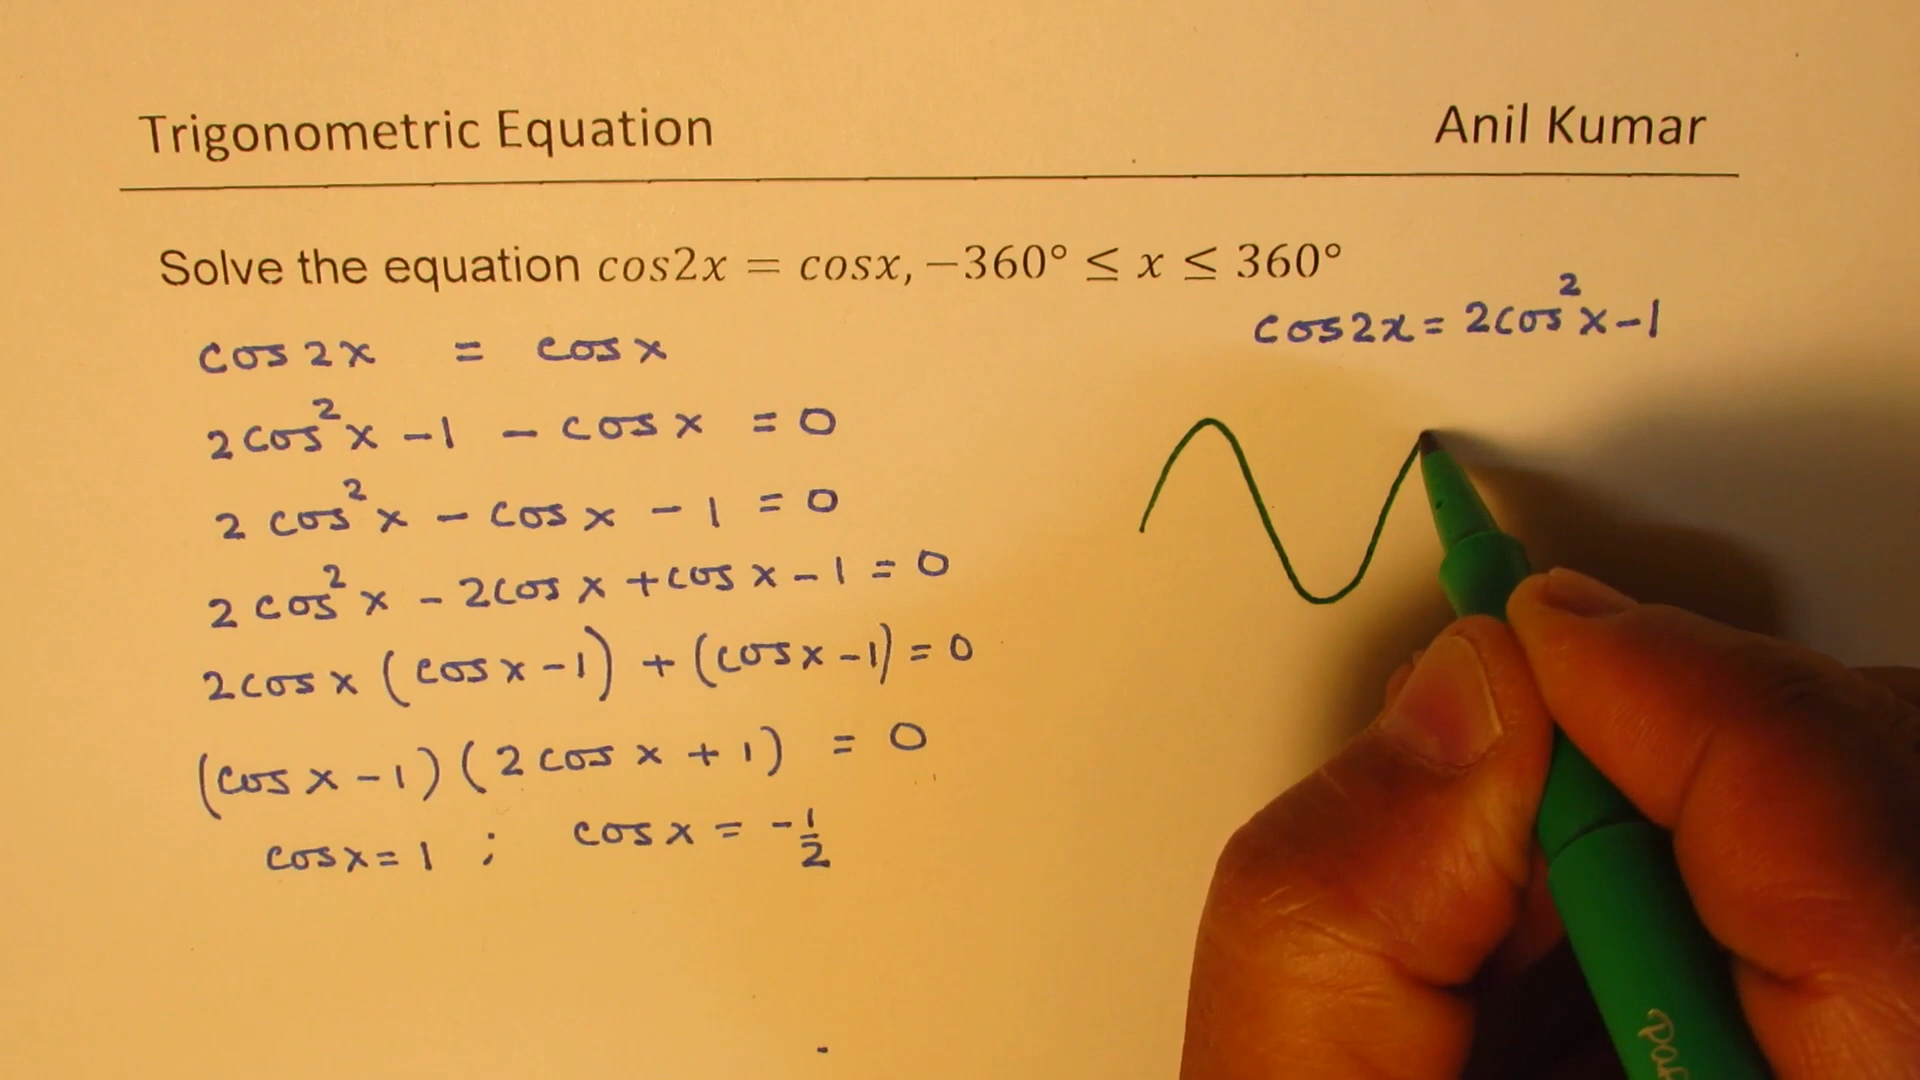 Trigonometric Equation
Anil Kumar
Solve the equation cos2x = cosx, −360° ≤ x ≤ 360°
cos2x = 2cos²x-1
cos 2x = cos x
2cos²x -1 - cos x = 0
2 cos²x - cos x - 1 = 0
2 cos²x - 2cos x + cos x - 1 = 0
2cos x (cos x -1) + (cos x -1) = 0
(cos x -1) (2 cos x + 1) = 0
cos x = 1 ; cos x = -1/2